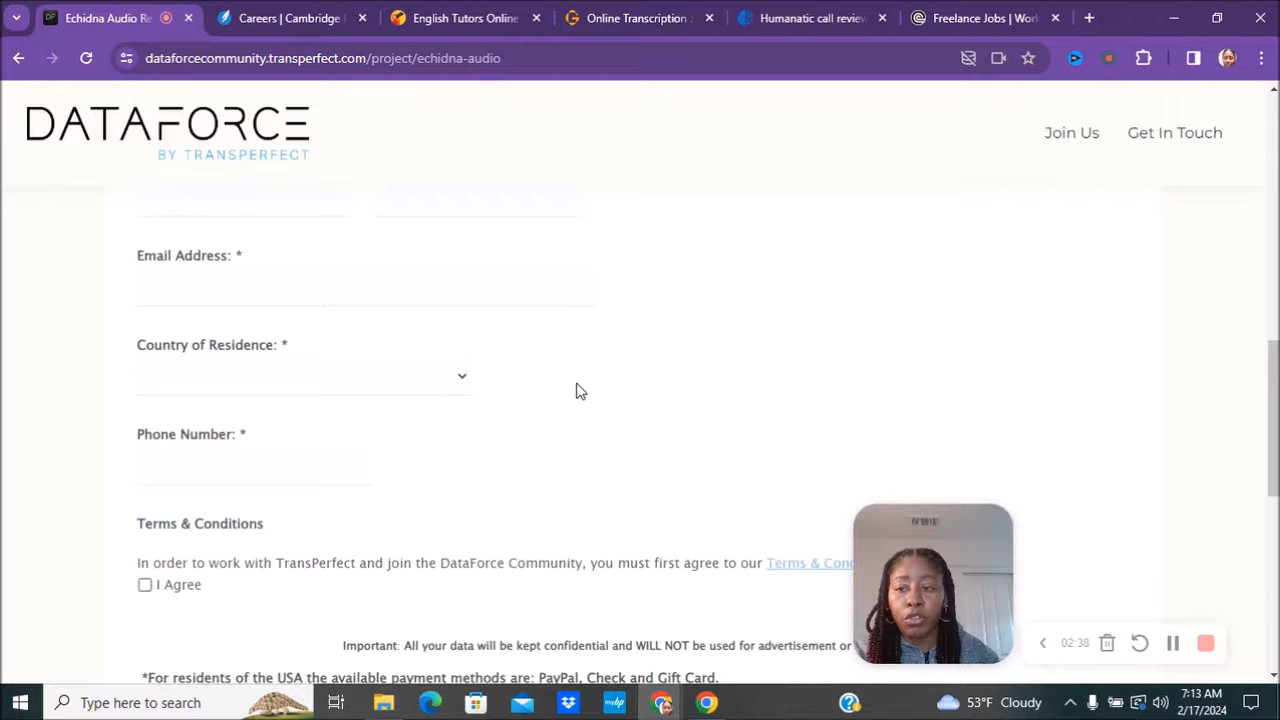 Echidna Audio Re
Careers | Cambridge I
English Tutors Online
Online Transcription
Humanatic call review
Freelance Jobs | Work
dataforcecommunity.transperfect.com/project/echidna-audio
DATAFORCE
BY TRANSPERFECT
Join Us
Get In Touch
Email Address: *
Country of Residence: *
Phone Number: *
Terms & Conditions
In order to work with TransPerfect and join the DataForce Community, you must first agree to our Terms & Cond
I Agree
Important: All your data will be kept confidential and WILL NOT be used for advertisement or
*For residents of the USA the available payment methods are: PayPal, Check and Gift Card.
02:38
Type here to search
53°F Cloudy
7:13 AM
2/17/2024